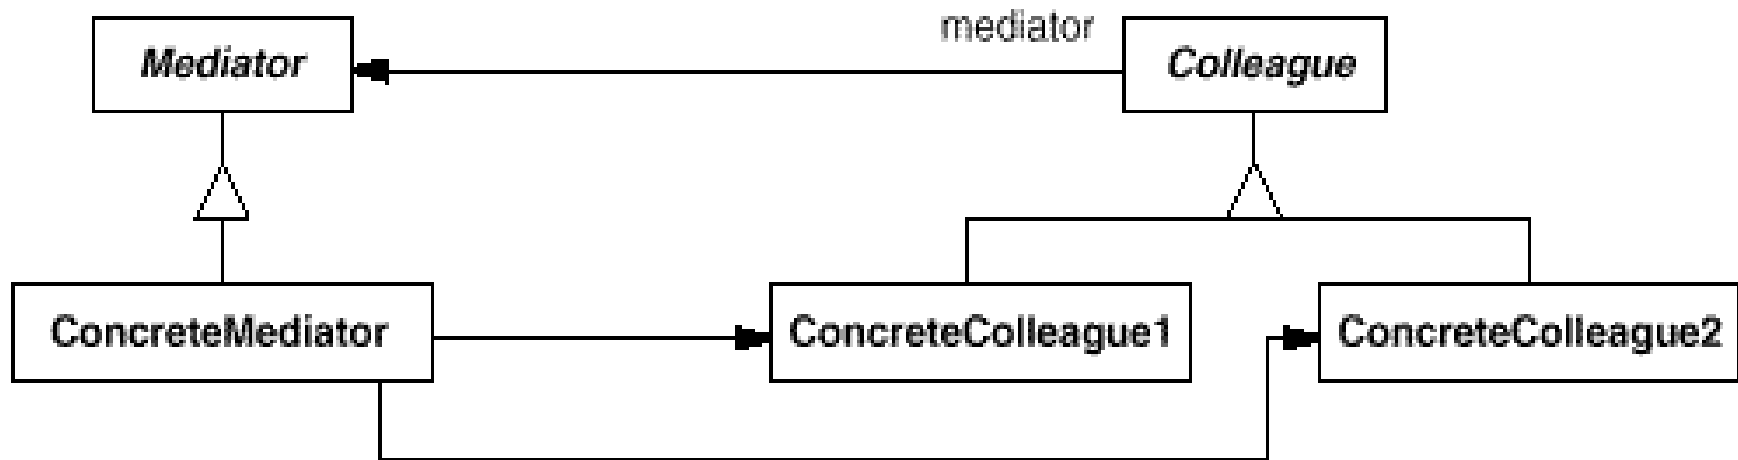 mediator
Mediator
Colleague
ConcreteMediator
ConcreteColleague1
ConcreteColleague2